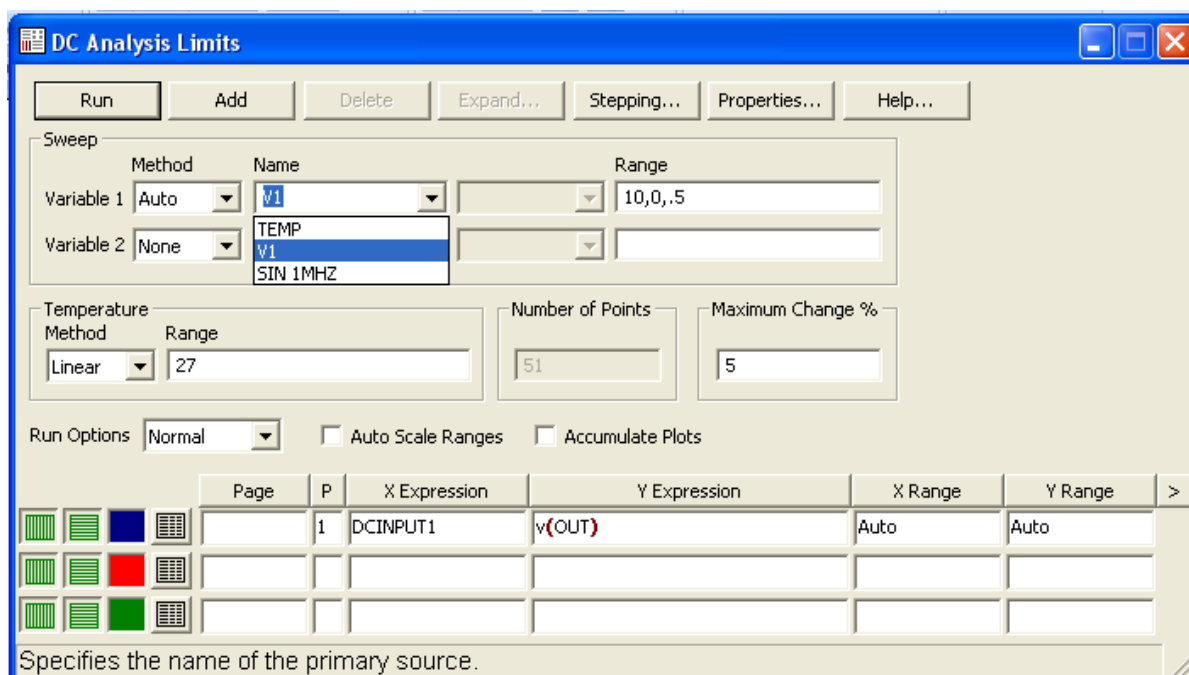 DC Analysis Limits
Run Add Delete Expand... Stepping... Properties... Help...
Sweep
Method Name Range
Variable 1 Auto V1 10,0,.5
Variable 2 None
TEMP
V1
SIN 1MHZ
Temperature Number of Points Maximum Change %
Method Range
Linear 27 51 5
Run Options Normal Auto Scale Ranges Accumulate Plots
Page P X Expression Y Expression X Range Y Range >
1 DCINPUT1 v(OUT) Auto Auto
Specifies the name of the primary source.